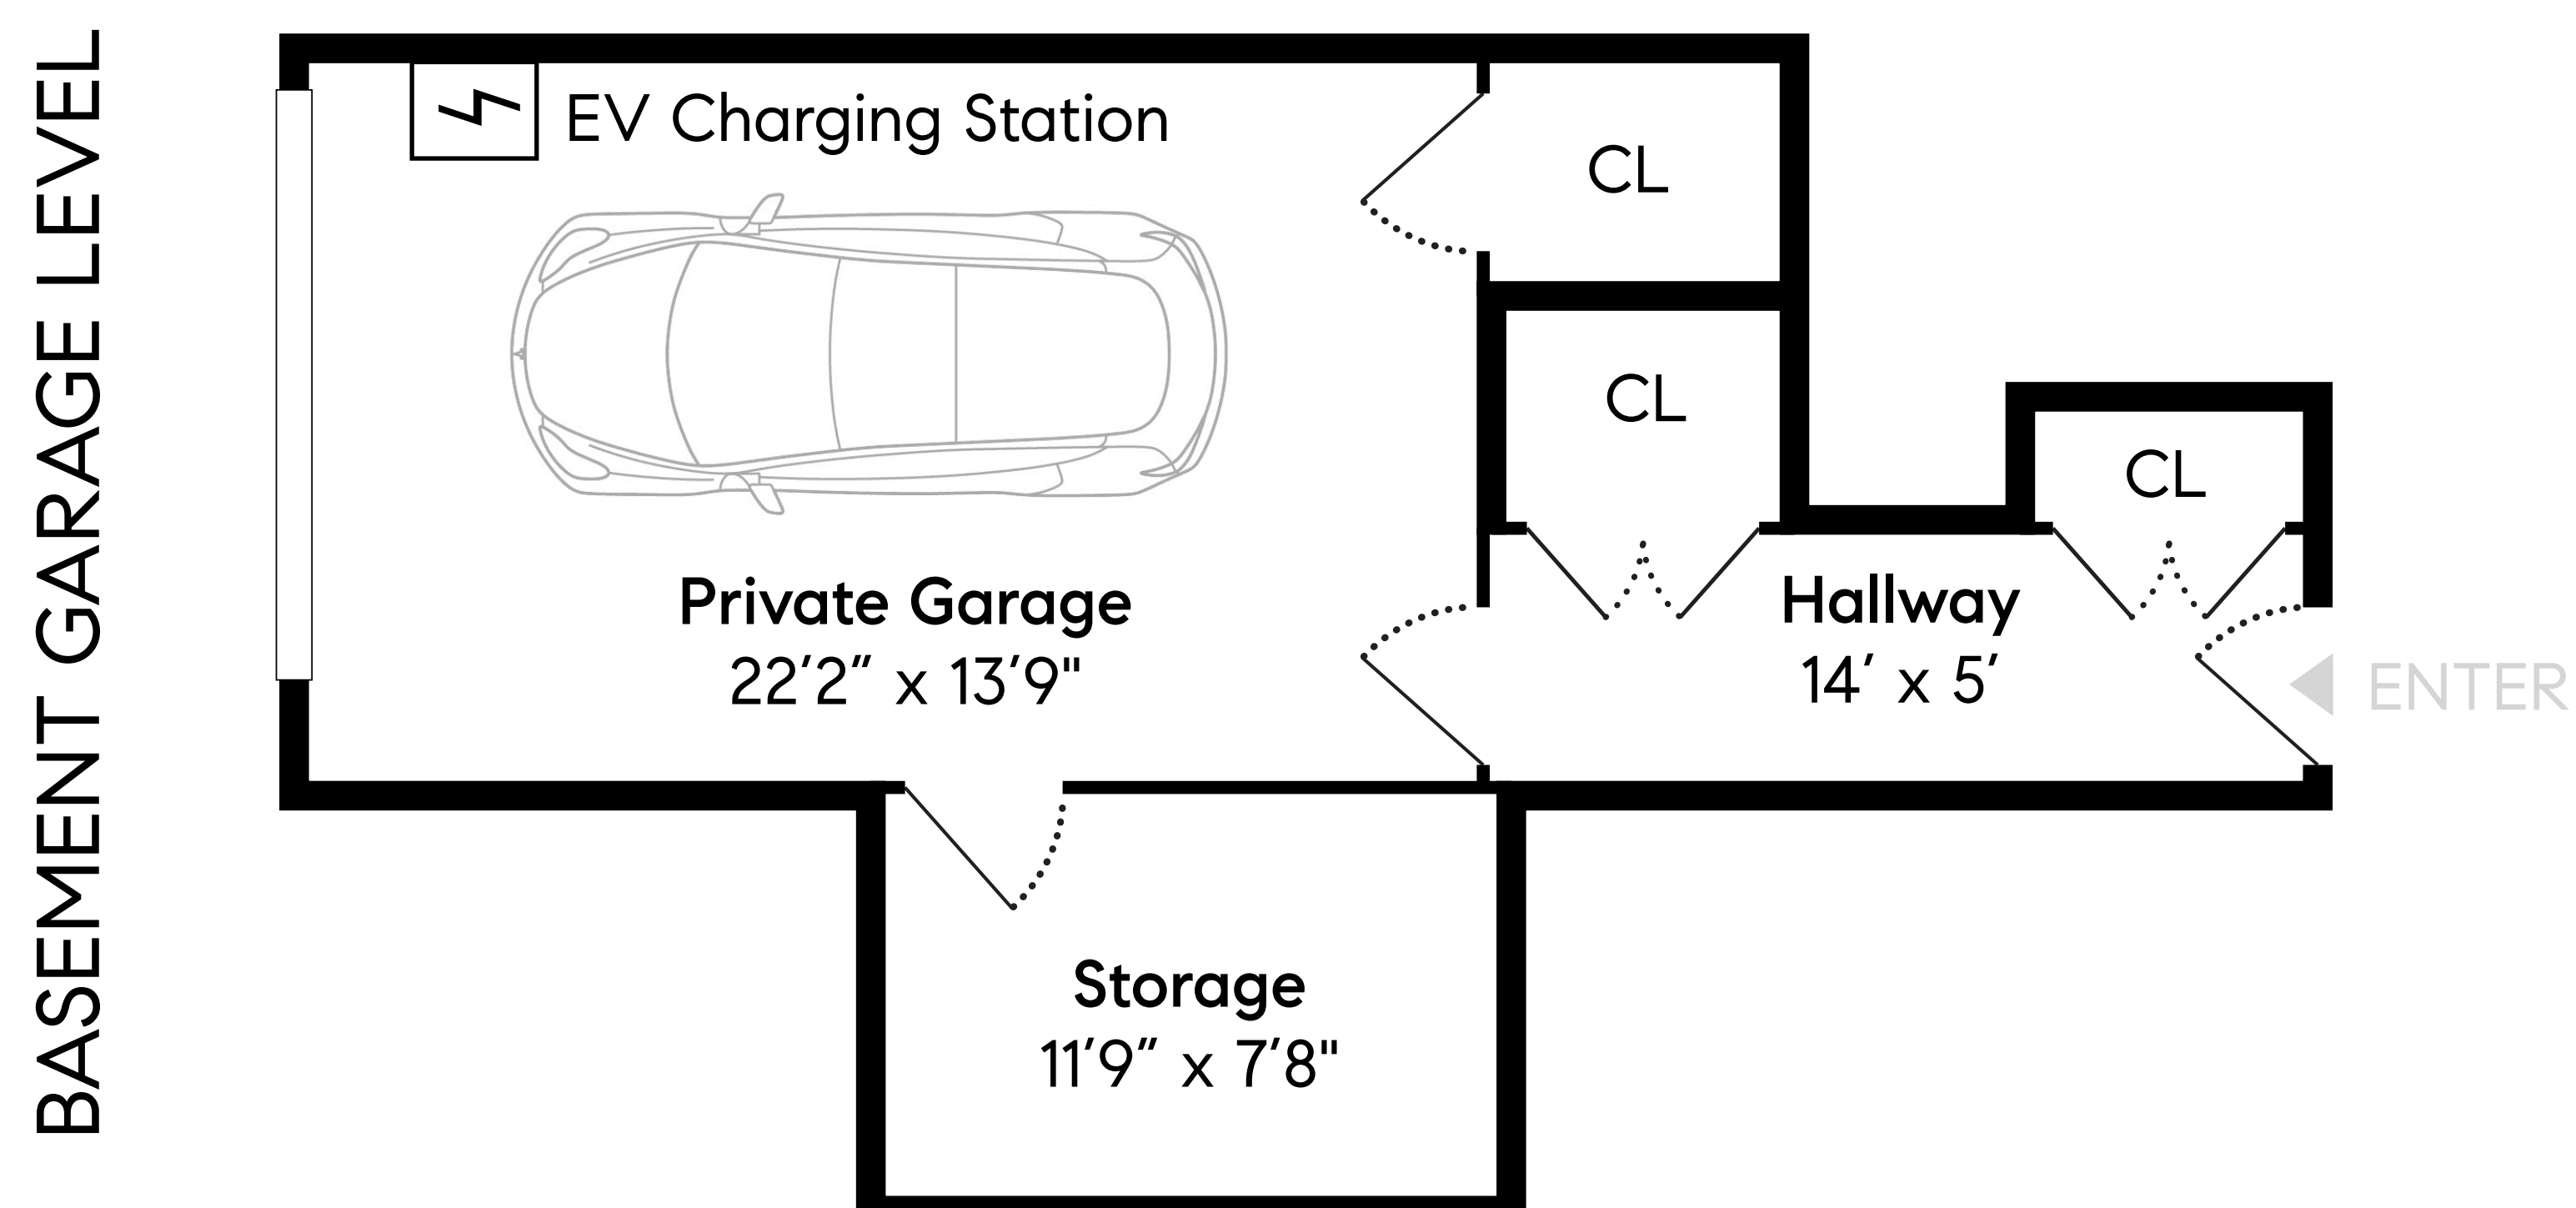 BASEMENT GARAGE LEVEL
EV Charging Station
CL
CL
CL
Private Garage
22’2” x 13’9"
Hallway
14’ x 5’
ENTER
Storage
11’9” x 7’8"